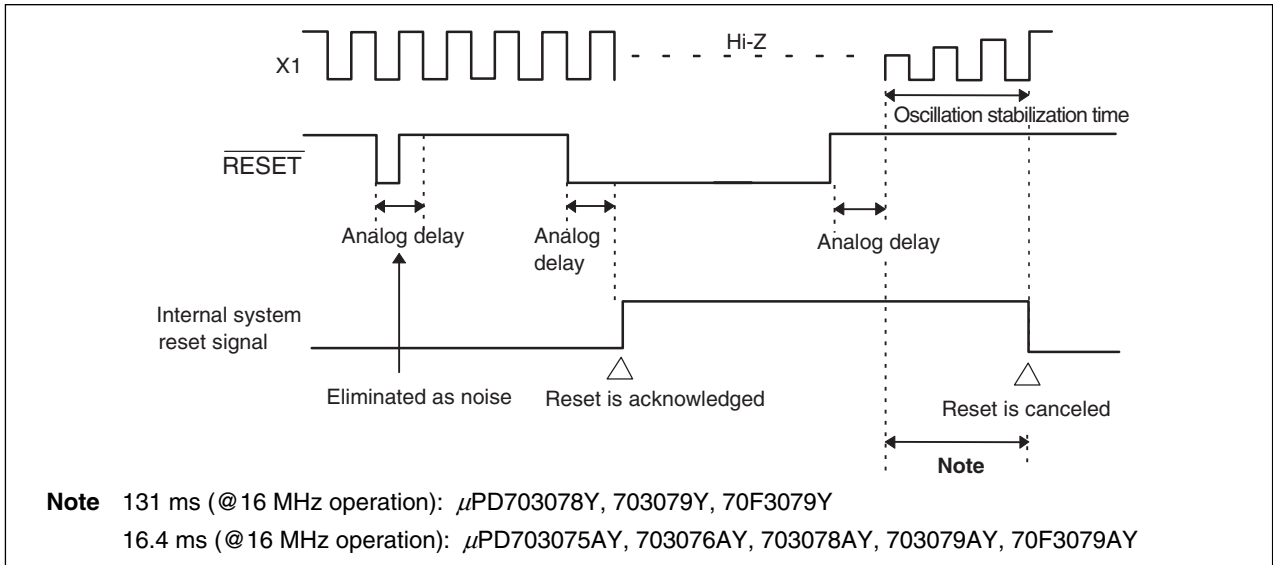 Hi-Z
X1
Oscillation stabilization time
RESET
Analog delay
Analog
delay
Analog delay
Internal system
reset signal
Eliminated as noise
Reset is acknowledged
Reset is canceled
Note
Note 131 ms (@16 MHz operation): μPD703078Y, 703079Y, 70F3079Y
16.4 ms (@16 MHz operation): μPD703075AY, 703076AY, 703078AY, 703079AY, 70F3079AY